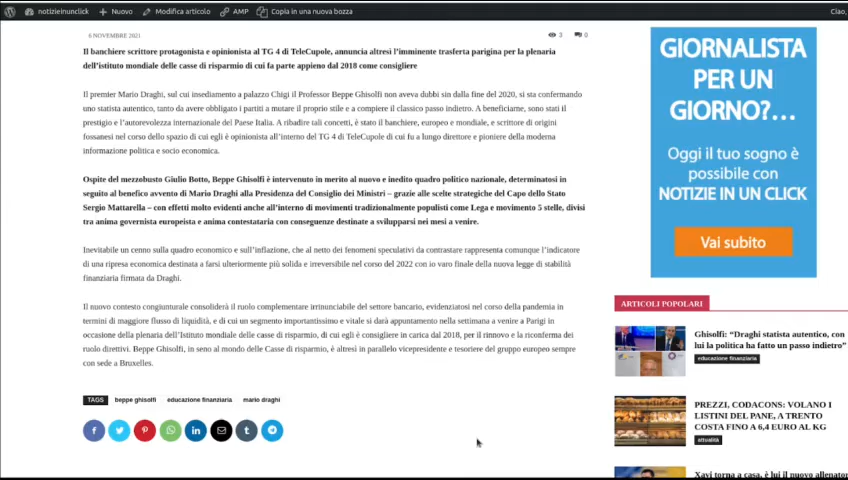 notizieinunclick
Nuovo
Modifica articolo
AMP
Copia in una nuova bozza
Ciao,
6 NOVEMBRE 2021
3
0
Il banchiere scrittore protagonista e opinionista al TG 4 di TeleCupole, annuncia altresì l’imminente trasferta parigina per la plenaria
dell’istituto mondiale delle casse di risparmio di cui fa parte appieno dal 2018 come consigliere
Il premier Mario Draghi, sul cui insediamento a palazzo Chigi il Professor Beppe Ghisolfi non aveva dubbi sin dalla fine del 2020, si sta confermando
uno statista autentico, tanto da avere obbligato i partiti a mutare il proprio stile e a compiere il classico passo indietro. A beneficiarne, sono stati il
prestigio e l’autorevolezza internazionale del Paese Italia. A ribadire tali concetti, è stato il banchiere, europeo e mondiale, e scrittore di origini
fossanesi nel corso dello spazio di cui egli è opinionista all’interno del TG 4 di TeleCupole di cui fu a lungo direttore e pioniere della moderna
informazione politica e socio economica.
Ospite del mezzobusto Giulio Botto, Beppe Ghisolfi è intervenuto in merito al nuovo e inedito quadro politico nazionale, determinatosi in
seguito al benefico avvento di Mario Draghi alla Presidenza del Consiglio dei Ministri – grazie alle scelte strategiche del Capo dello Stato
Sergio Mattarella – con effetti molto evidenti anche all’interno di movimenti tradizionalmente populisti come Lega e movimento 5 stelle, divisi
tra anima governista europeista e anima contestataria con conseguenze destinate a svilupparsi nei mesi a venire.
Inevitabile un cenno sulla quadro economico e sull’inflazione, che al netto dei fenomeni speculativi da contrastare rappresenta comunque l’indicatore
di una ripresa economica destinata a farsi ulteriormente più solida e irreversibile nel corso del 2022 con io varo finale della nuova legge di stabilità
finanziaria firmata da Draghi.
Il nuovo contesto congiunturale consoliderà il ruolo complementare irrinunciabile del settore bancario, evidenziatosi nel corso della pandemia in
termini di maggiore flusso di liquidità, e di cui un segmento importantissimo e vitale si darà appuntamento nella settimana a venire a Parigi in
occasione della plenaria dell’Istituto mondiale delle casse di risparmio, di cui egli è consigliere in carica dal 2018, per il rinnovo e la riconferma dei
ruolo direttivi. Beppe Ghisolfi, in seno al mondo delle Casse di risparmio, è altresì in parallelo vicepresidente e tesoriere del gruppo europeo sempre
con sede a Bruxelles.
TAGS
beppe ghisolfi
educazione finanziaria
mario draghi
GIORNALISTA
PER UN
GIORNO?...
Oggi il tuo sogno è
possibile con
NOTIZIE IN UN CLICK
Vai subito
ARTICOLI POPOLARI
Ghisolfi: “Draghi statista autentico, con
lui la politica ha fatto un passo indietro”
educazione finanziaria
PREZZI, CODACONS: VOLANO I
LISTINI DEL PANE, A TRENTO
COSTA FINO A 6,4 EURO AL KG
attualità
Xavi torna a casa, è lui il nuovo allenatore